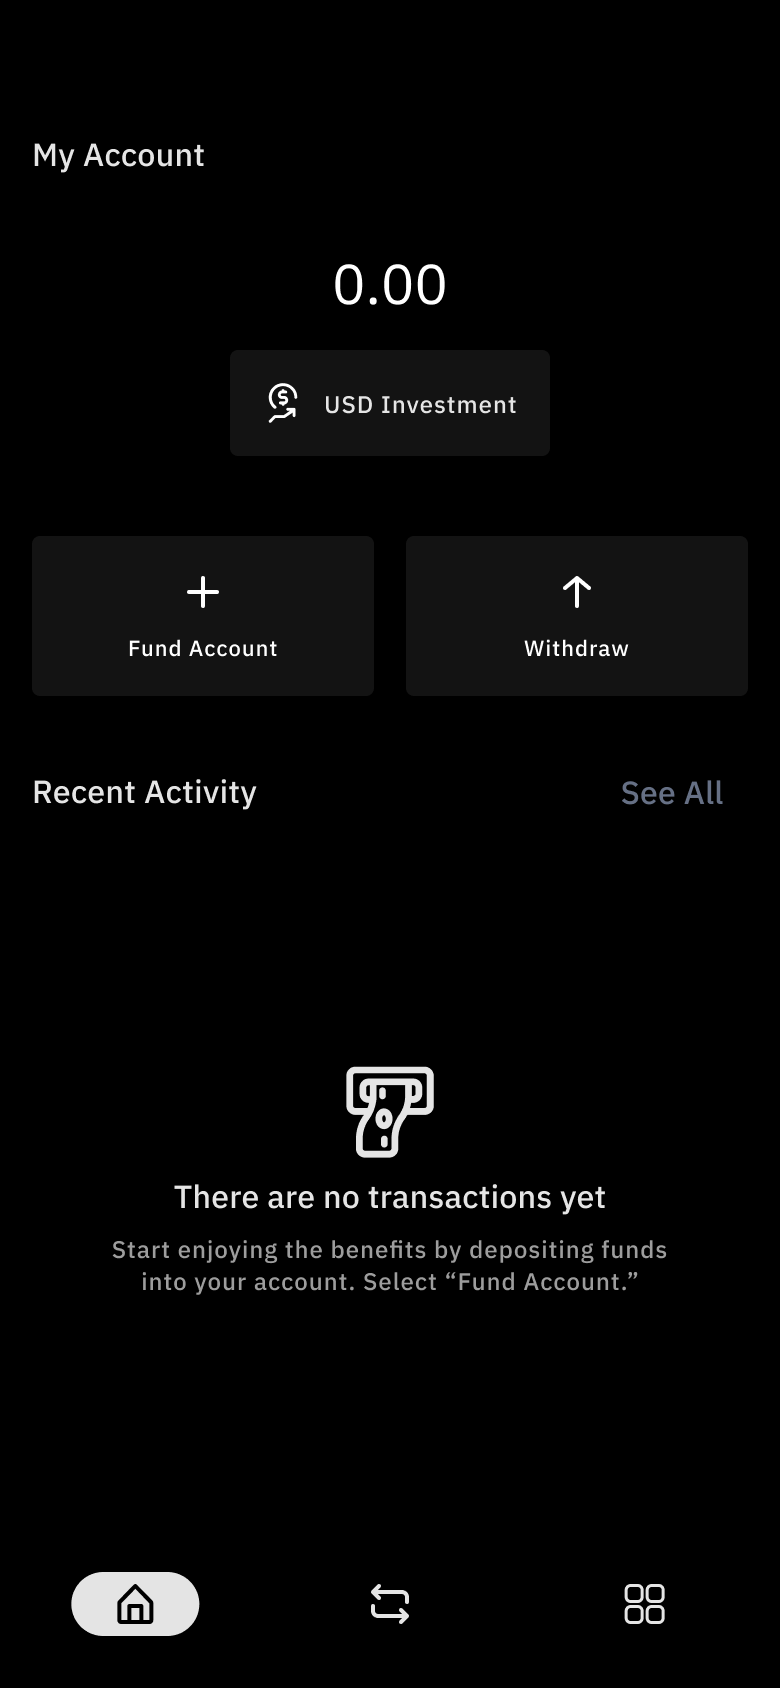 My Account
0.00
USD Investment
Fund Account
Withdraw
Recent Activity
See All
There are no transactions yet
Start enjoying the benefits by depositing funds
into your account. Select “Fund Account.”